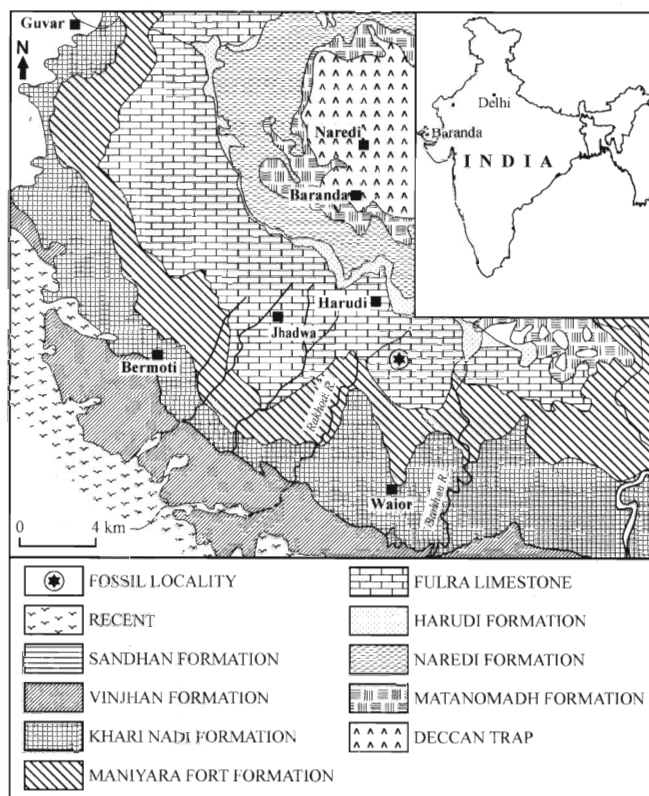 Guvar
N
Naredi
Baranda
Harudi
Jhadwa
Bermoti
Rakhadi R.
Waior
0 4 km
Delhi
Baranda
INDIA
FOSSIL LOCALITY
RECENT
SANDHAN FORMATION
VINJHAN FORMATION
KHARI NADI FORMATION
MANIYARA FORT FORMATION
FULRA LIMESTONE
HARUDI FORMATION
NAREDI FORMATION
MATANOMADH FORMATION
DECCAN TRAP